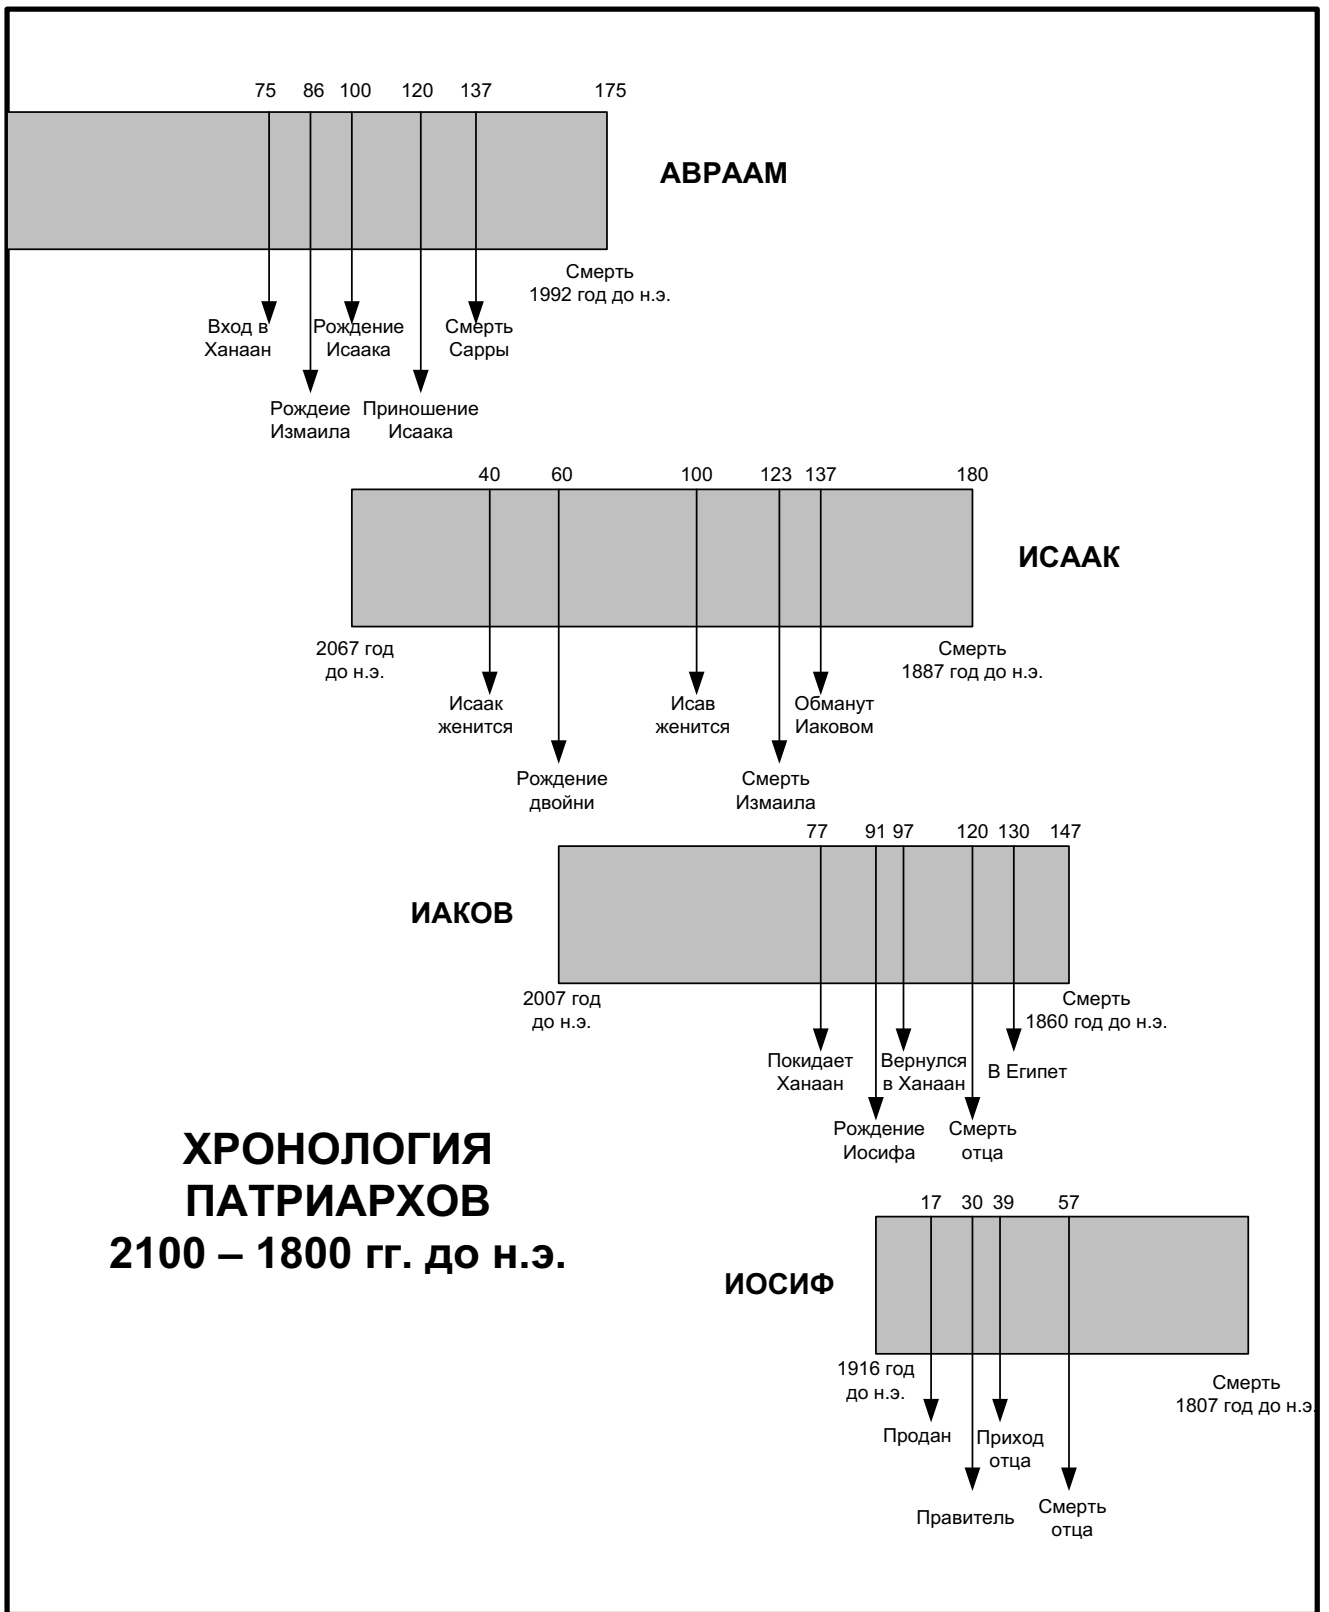 75 86 100 120 137 175
АВРААМ
Смерть
1992 год до н.э.
Вход в
Ханаан
Рождение
Исаака
Смерть
Сарры
Рождеие
Измаила
Приношение
Исаака
40 60 100 123 137 180
ИСААК
2067 год
до н.э.
Смерть
1887 год до н.э.
Исаак
женится
Исав
женится
Обманут
Иаковом
Рождение
двойни
Смерть
Измаила
77 91 97 120 130 147
ИАКОВ
2007 год
до н.э.
Смерть
1860 год до н.э.
Покидает
Ханаан
Вернулся
в Ханаан
В Египет
Рождение
Иосифа
Смерть
отца
ХРОНОЛОГИЯ
ПАТРИАРХОВ
2100 – 1800 гг. до н.э.
17 30 39 57
ИОСИФ
1916 год
до н.э.
Смерть
1807 год до н.э.
Продан
Приход
отца
Правитель
Смерть
отца